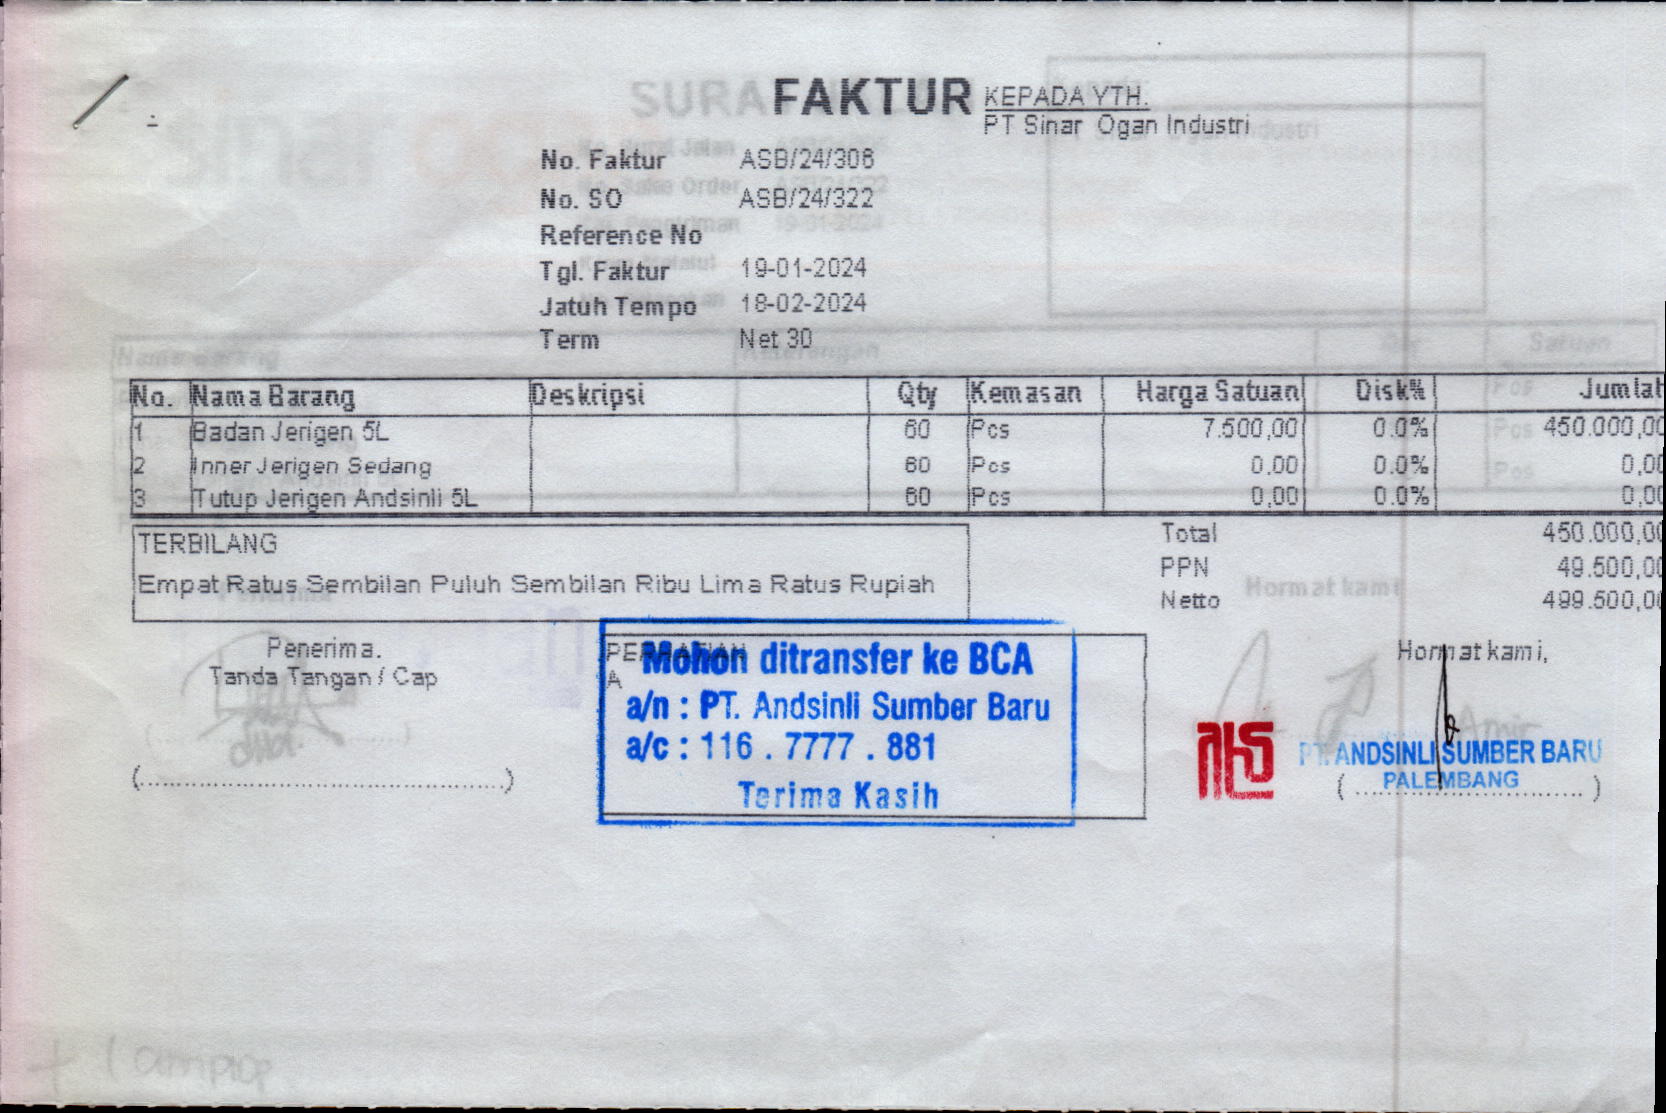 FAKTUR
KEPADA YTH.
PT Sinar Ogan Industri
No. Faktur ASB/24/308
No. SO ASB/24/322
Reference No
Tgl. Faktur 19-01-2024
Jatuh Tempo 18-02-2024
Term Net 30
No. Nama Barang Deskripsi Qty Kemasan Harga Satuan Disk% Jumlah
1 Badan Jerigen 5L 60 Pcs 7.500,00 0.0% 450.000,00
2 Inner Jerigen Sedang 60 Pcs 0.00 0.0% 0,00
3 Tutup Jerigen Andsinli 5L 60 Pcs 0,00 0.0% 0,00
Total 450.000,00
PPN 49.500,00
Netto 499.500,00
TERBILANG
Empat Ratus Sembilan Puluh Sembilan Ribu Lima Ratus Rupiah
Penerima.
Tanda Tangan / Cap
(........................................)
Mohon ditransfer ke BCA
a/n : PT. Andsinli Sumber Baru
a/c : 116 . 7777 . 881
Terima Kasih
Hormat kami,
PT. ANDSINLI SUMBER BARU
PALEMBANG
(........................................)